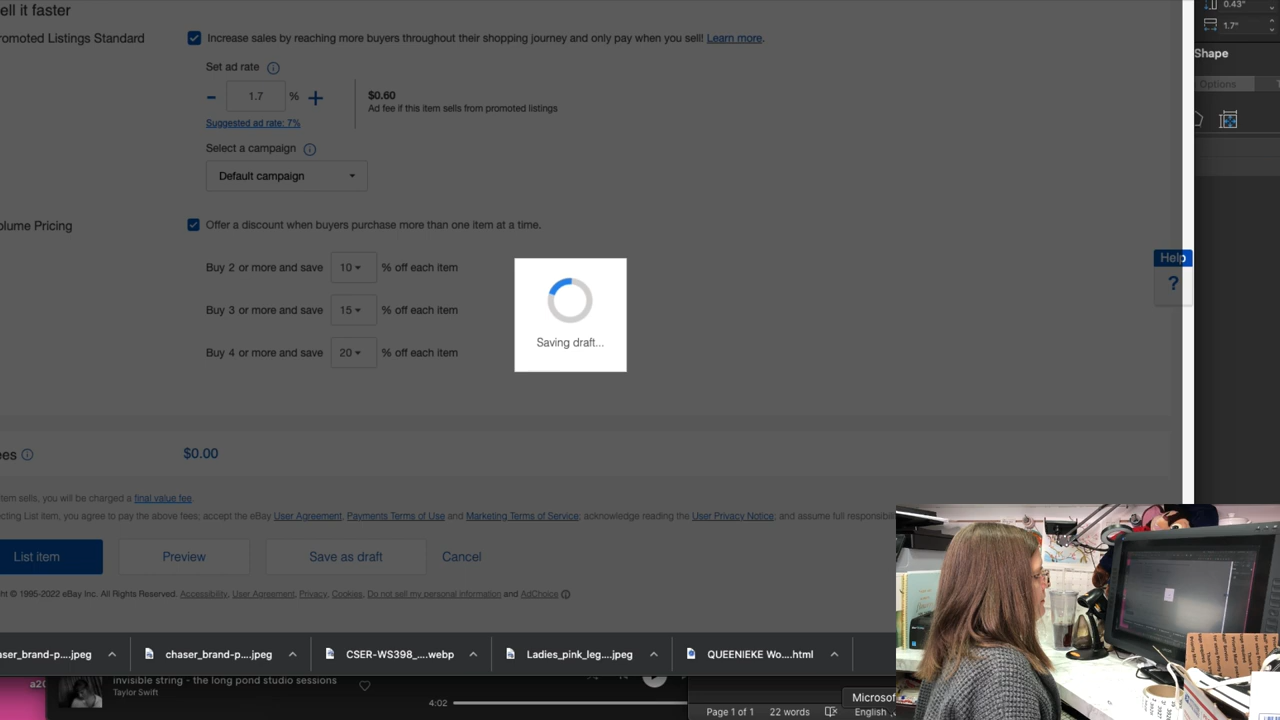 ell it faster
0.43"
1.7"
romoted Listings Standard
Increase sales by reaching more buyers throughout their shopping journey and only pay when you sell! Learn more.
Shape
Set ad rate
Options
- 1.7 % +
$0.60
Ad fee if this item sells from promoted listings
Suggested ad rate: 7%
Select a campaign
Default campaign
olume Pricing
Offer a discount when buyers purchase more than one item at a time.
Help
?
Buy 2 or more and save 10 % off each item
Buy 3 or more and save 15 % off each item
Saving draft...
Buy 4 or more and save 20 % off each item
ees $0.00
tem sells, you will be charged a final value fee.
cting List item, you agree to pay the above fees; accept the eBay User Agreement, Payments Terms of Use and Marketing Terms of Service; acknowledge reading the User Privacy Notice; and assume full responsibili
List item
Preview
Save as draft
Cancel
ht © 1995-2022 eBay Inc. All Rights Reserved. Accessibility, User Agreement, Privacy, Cookies, Do not sell my personal information and AdChoice
aser_brand-p....jpeg
chaser_brand-p....jpeg
CSER-WS398_....webp
Ladies_pink_leg....jpeg
QUEENIEKE Wo....html
a20
invisible string - the long pond studio sessions
Taylor Swift
4:02
Microsof
Page 1 of 1
22 words
English